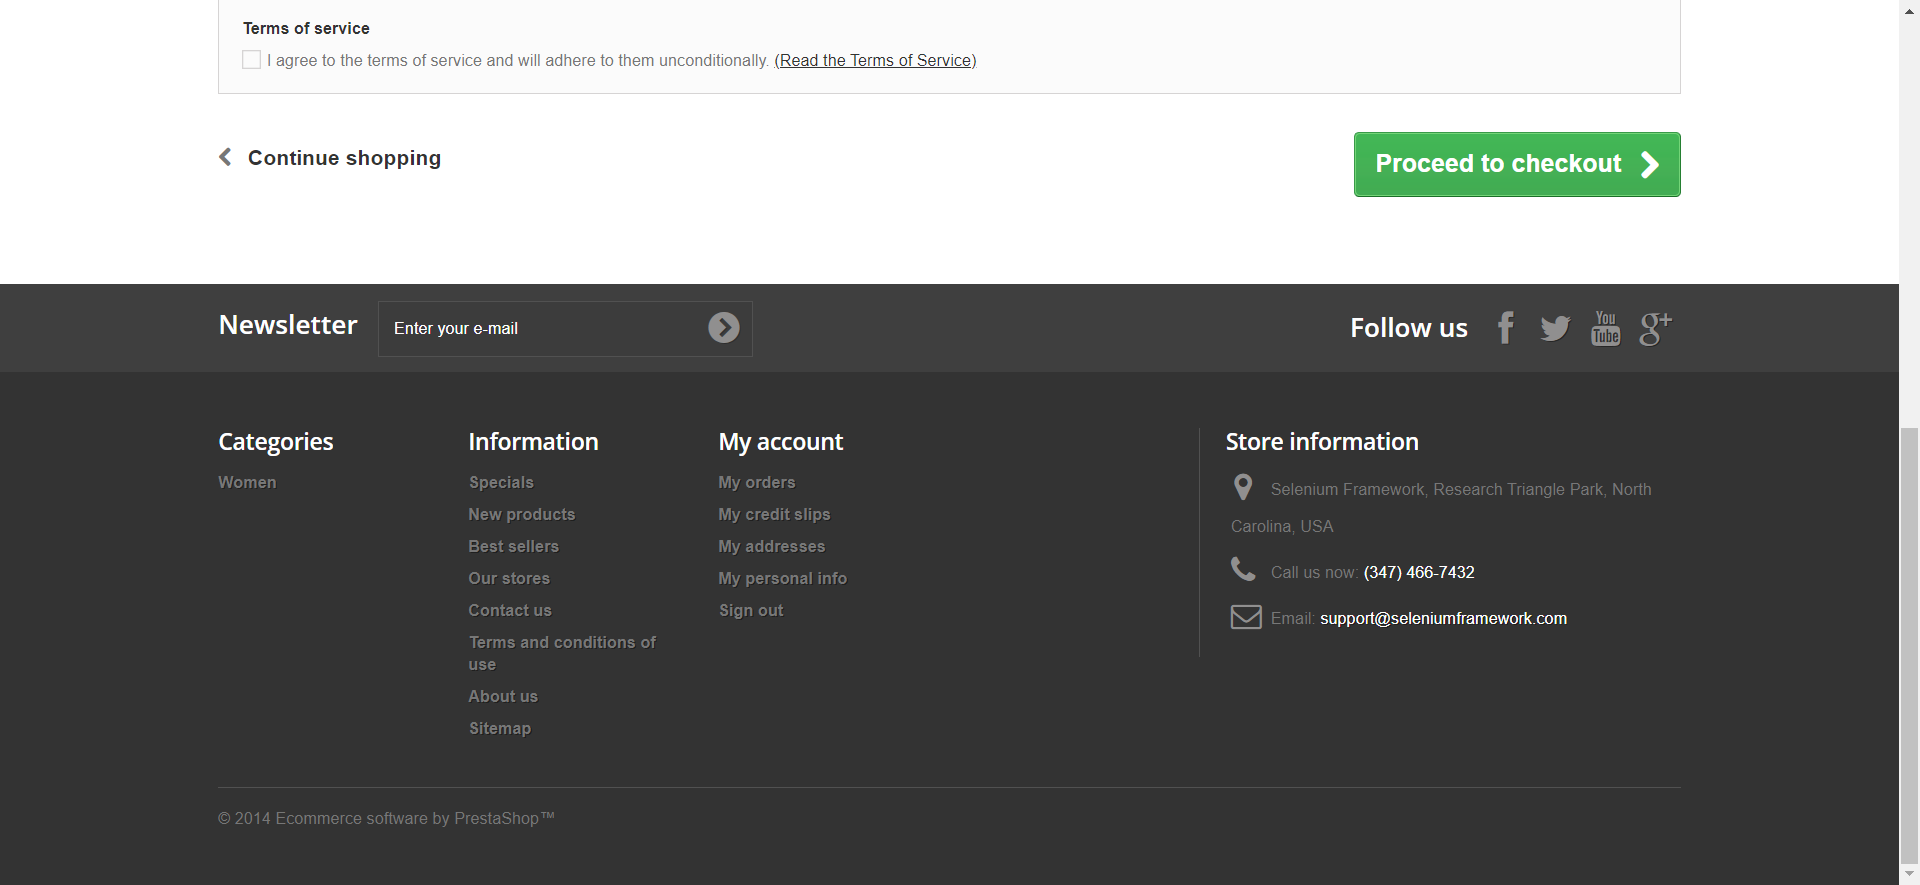 Terms of service
I agree to the terms of service and will adhere to them unconditionally. (Read the Terms of Service)
Continue shopping
Proceed to checkout
Newsletter
Enter your e-mail
Follow us
You
Tube
g+
Categories
Women
Information
Specials
New products
Best sellers
Our stores
Contact us
Terms and conditions of
use
About us
Sitemap
My account
My orders
My credit slips
My addresses
My personal info
Sign out
Store information
Selenium Framework, Research Triangle Park, North
Carolina, USA
Call us now: (347) 466-7432
Email: support@seleniumframework.com
© 2014 Ecommerce software by PrestaShop™